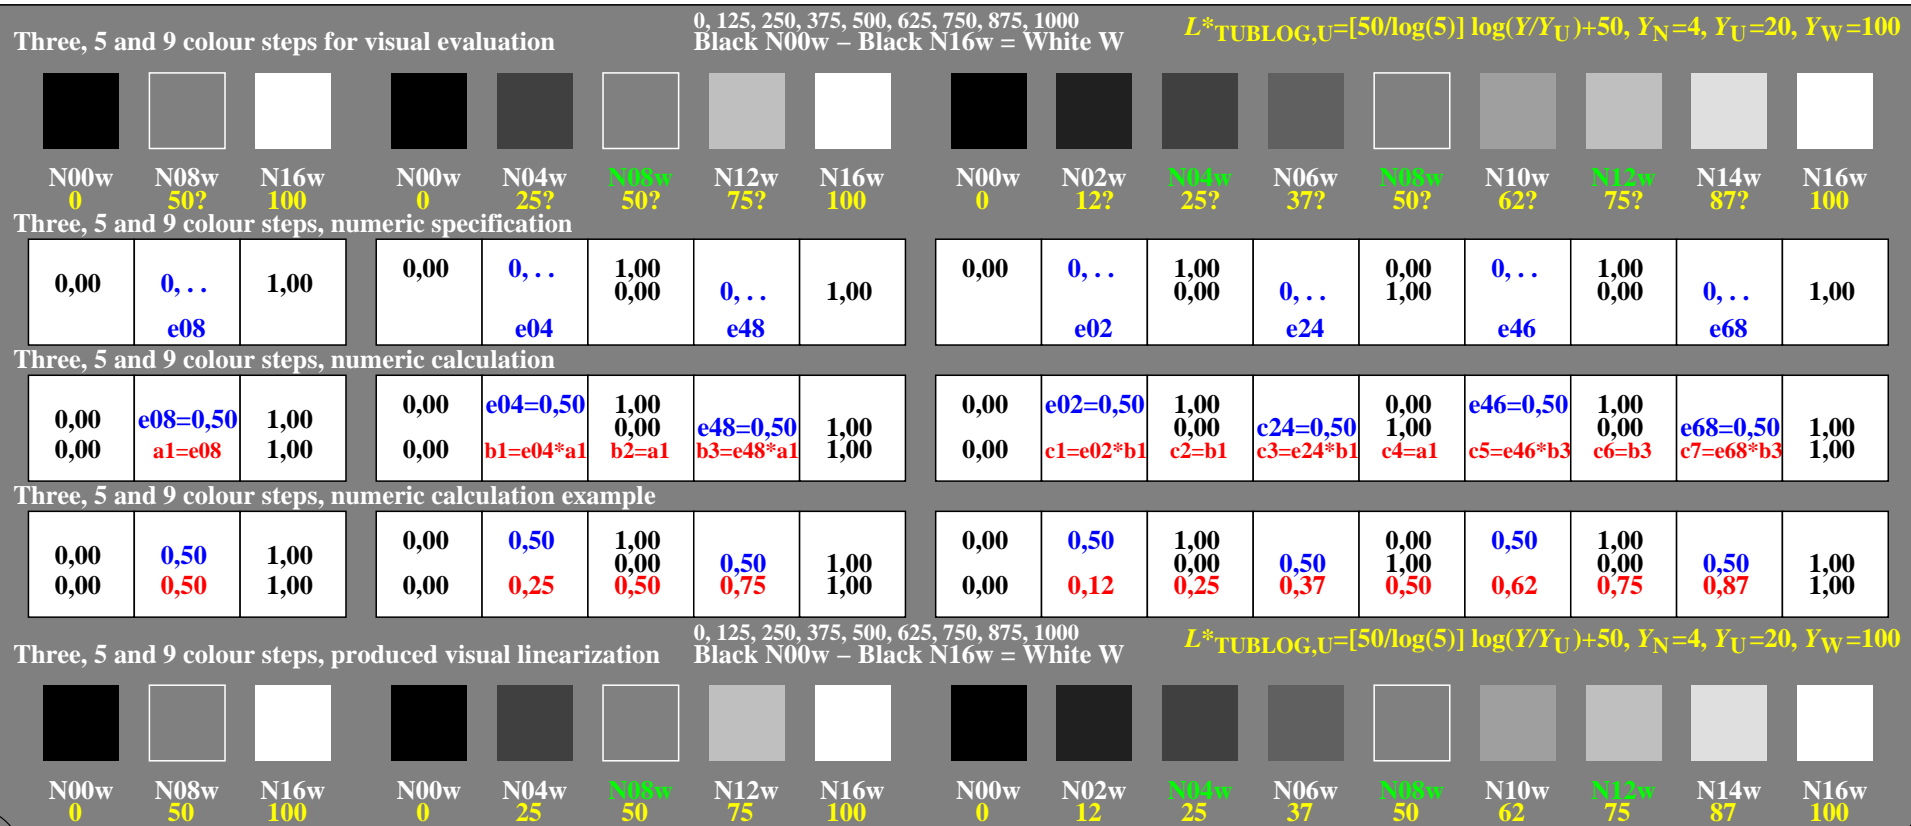 Three, 5 and 9 colour steps for visual evaluation
0, 125, 250, 375, 500, 625, 750, 875, 1000
Black N00w – Black N16w = White W
L*TUBLOG,U=[50/log(5)] log(Y/YU)+50, YN=4, YU=20, YW=100
N00w N08w N16w N00w N04w N08w N12w N16w N00w N02w N04w N06w N08w N10w N12w N14w N16w
0 50? 100 0 25? 50? 75? 100 0 12? 25? 37? 50? 62? 75? 87? 100
Three, 5 and 9 colour steps, numeric specification
0,00 0, . . 1,00 0,00 0, . . 1,00 0,00 0, . . 1,00 0,00 0, . . 1,00
0,00 0, . . 1,00 0,00 0, . . 1,00 0,00 0, . . 1,00
e08 e04 e48 e02 e24 e46 e68
Three, 5 and 9 colour steps, numeric calculation
0,00 e08=0,50 1,00 0,00 e04=0,50 1,00 0,00 e02=0,50 1,00 0,00 e46=0,50 1,00
0,00 e48=0,50 1,00 0,00 c24=0,50 1,00 0,00 e68=0,50 1,00
0,00 a1=e08 1,00 0,00 b1=e04*a1 b2=a1 b3=e48*a1 1,00 0,00 c1=e02*b1 c2=b1 c3=e24*b1 c4=a1 c5=e46*b3 c6=b3 c7=e68*b3 1,00
Three, 5 and 9 colour steps, numeric calculation example
0,00 0,50 1,00 0,00 0,50 1,00 0,00 0,50 1,00 0,00 0,50 1,00
0,00 0,50 1,00 0,00 0,50 1,00 0,00 0,50 1,00
0,00 0,50 1,00 0,00 0,25 0,50 0,75 1,00 0,00 0,12 0,25 0,37 0,50 0,62 0,75 0,87 1,00
Three, 5 and 9 colour steps, produced visual linearization
0, 125, 250, 375, 500, 625, 750, 875, 1000
Black N00w – Black N16w = White W
L*TUBLOG,U=[50/log(5)] log(Y/YU)+50, YN=4, YU=20, YW=100
N00w N08w N16w N00w N04w N08w N12w N16w N00w N02w N04w N06w N08w N10w N12w N14w N16w
0 50 100 0 25 50 75 100 0 12 25 37 50 62 75 87 100